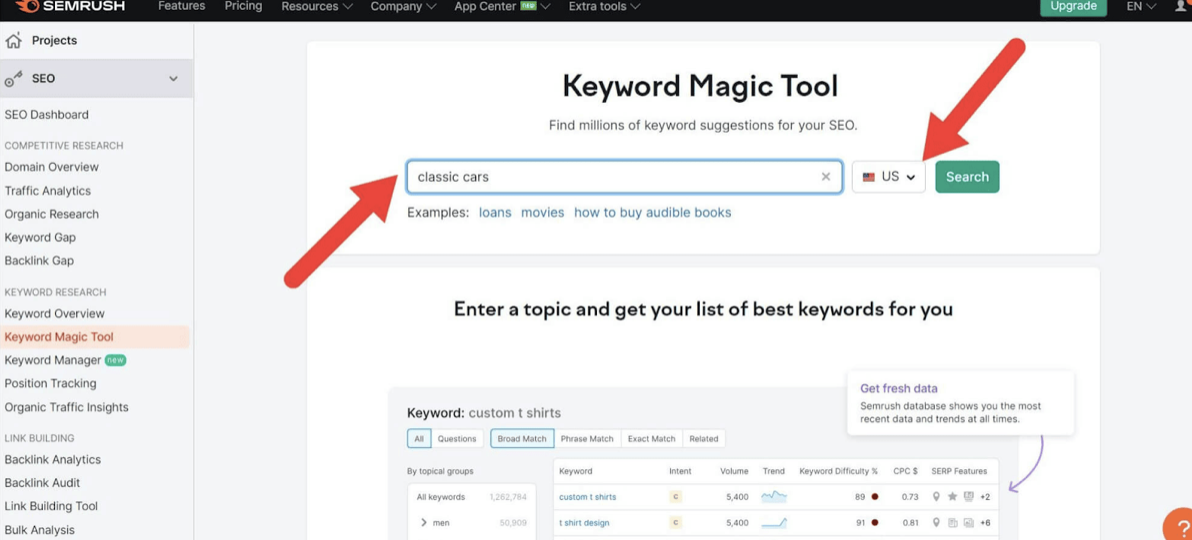 SEMRUSH Features Pricing Resources Company App Center new Extra tools Upgrade EN
Projects
SEO
SEO Dashboard
COMPETITIVE RESEARCH
Domain Overview
Traffic Analytics
Organic Research
Keyword Gap
Backlink Gap
KEYWORD RESEARCH
Keyword Overview
Keyword Magic Tool
Keyword Manager new
Position Tracking
Organic Traffic Insights
LINK BUILDING
Backlink Analytics
Backlink Audit
Link Building Tool
Bulk Analysis
Keyword Magic Tool
Find millions of keyword suggestions for your SEO.
classic cars × US Search
Examples: loans movies how to buy audible books
Enter a topic and get your list of best keywords for you
Get fresh data
Semrush database shows you the most
recent data and trends at all times.
Keyword: custom t shirts
All Questions Broad Match Phrase Match Exact Match Related
By topical groups
All keywords 1,262,784
men 50,909
Keyword Intent Volume Trend Keyword Difficulty % CPC $ SERP Features
custom t shirts C 5,400 89 0.73 +2
t shirt design C 5,400 91 0.81 +6
?